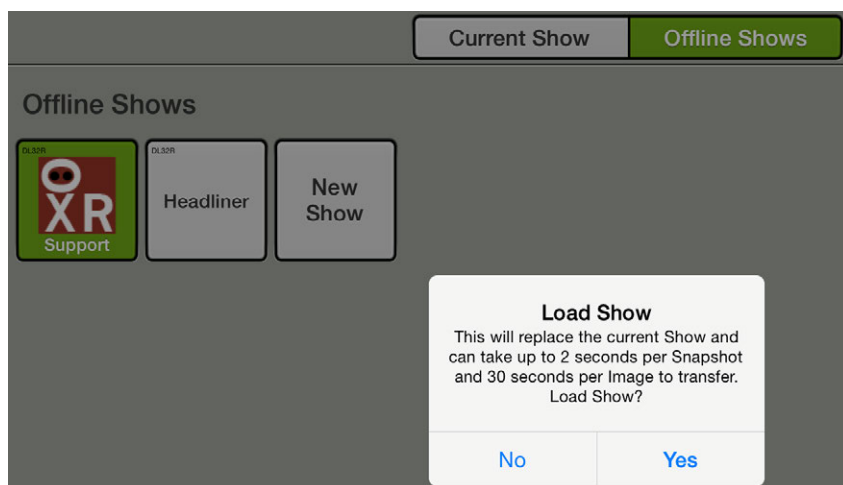 Current Show
Offline Shows
Offline Shows
DL32R
XR
Support
DL32R
Headliner
New
Show
Load Show
This will replace the current Show and
can take up to 2 seconds per Snapshot
and 30 seconds per Image to transfer.
Load Show?
No
Yes